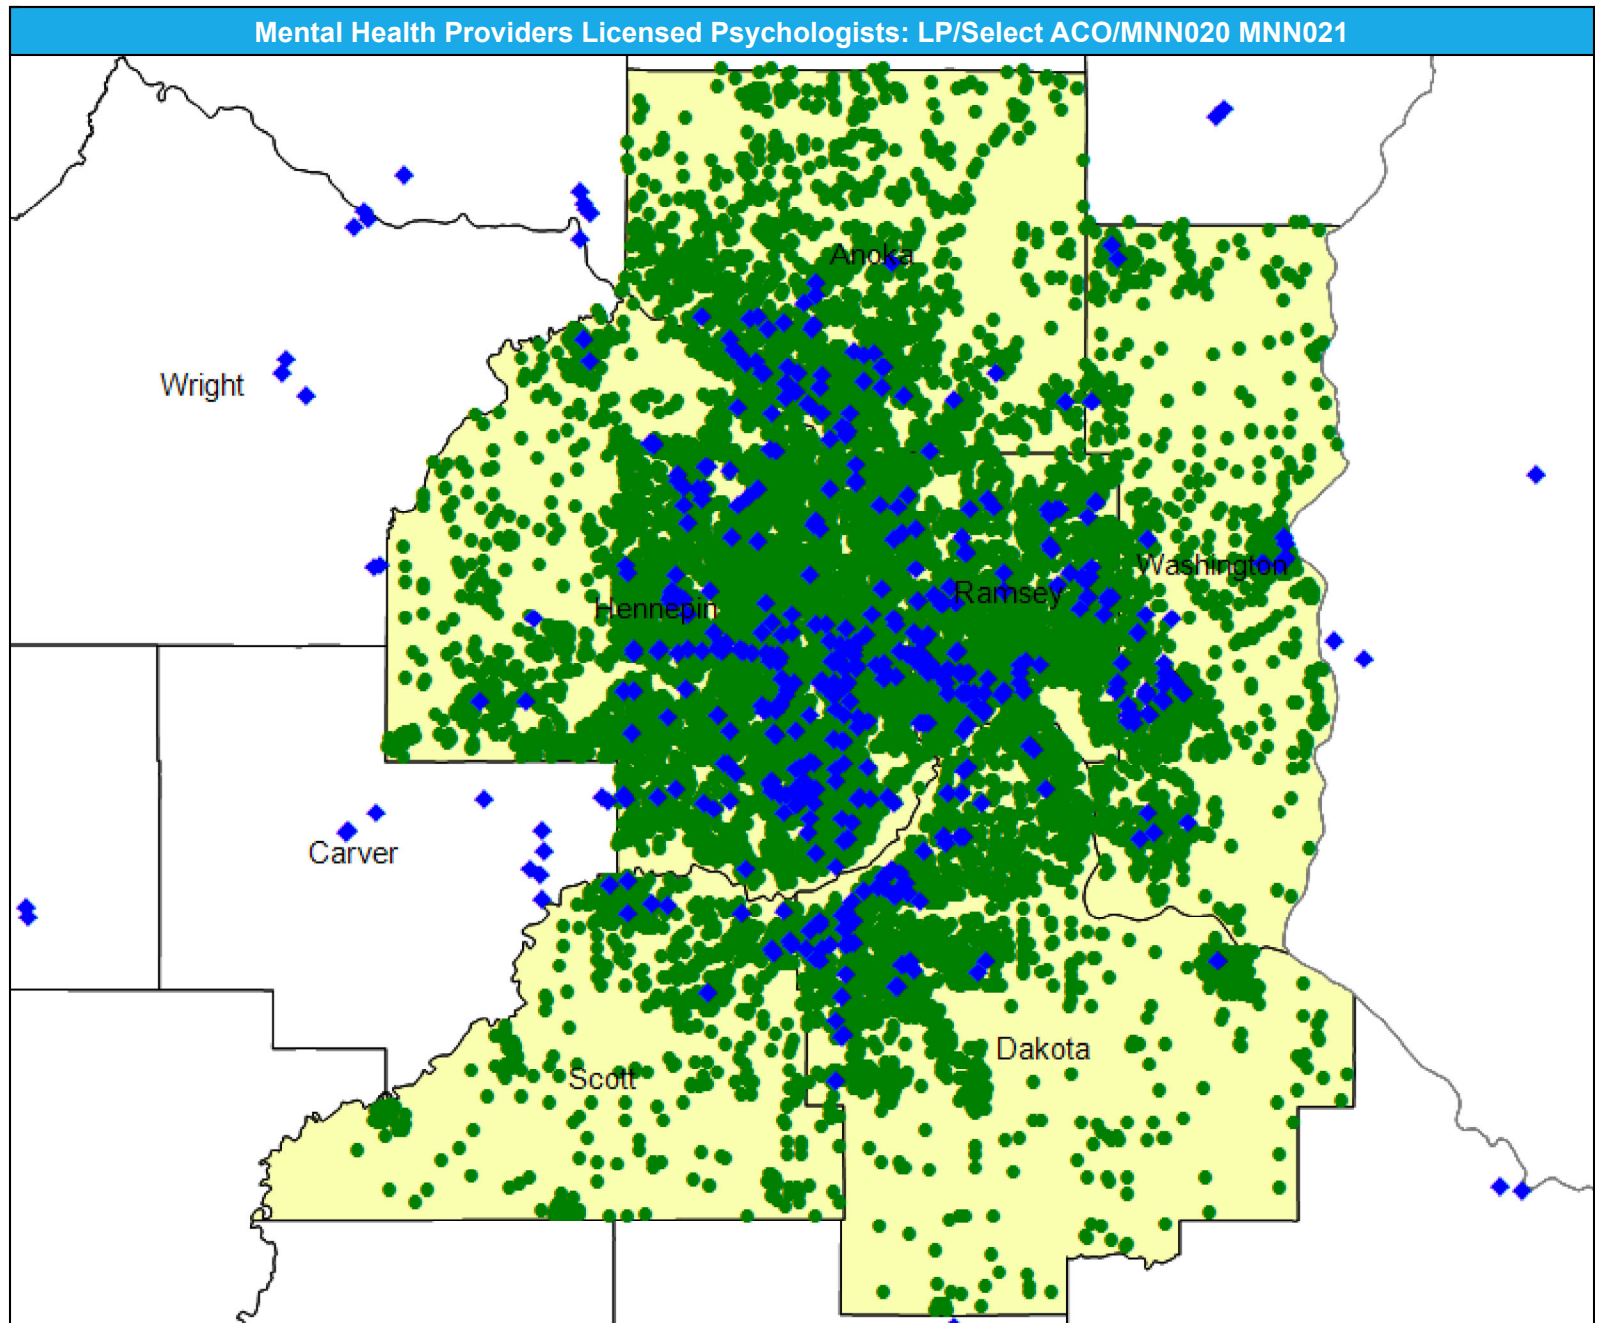 Mental Health Providers Licensed Psychologists: LP/Select ACO/MNN020 MNN021
Anoka
Wright
Washington
Hennepin
Ramsey
Carver
Dakota
Scott